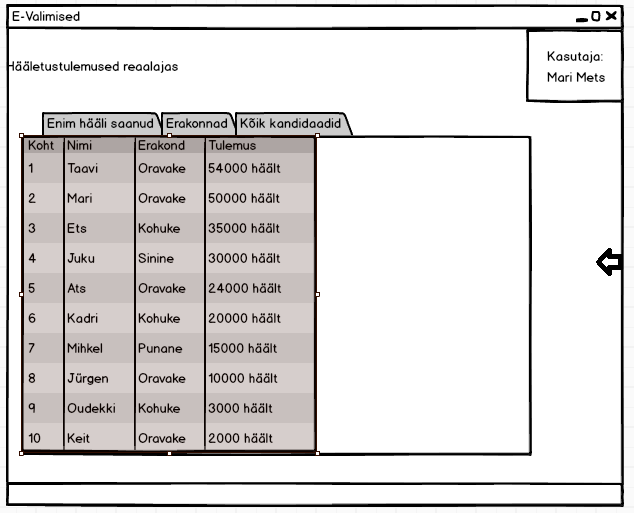 E-Valimised
Hääletustulemused reaalajas
Kasutaja:
Mari Mets
Enim hääli saanud Erakonnad Kõik kandidaadid
Koht Nimi Erakond Tulemus
1 Taavi Oravake 54000 häält
2 Mari Oravake 50000 häält
3 Ets Kohuke 35000 häält
4 Juku Sinine 30000 häält
5 Ats Oravake 24000 häält
6 Kadri Kohuke 20000 häält
7 Mihkel Punane 15000 häält
8 Jürgen Oravake 10000 häält
9 Oudekki Kohuke 3000 häält
10 Keit Oravake 2000 häält